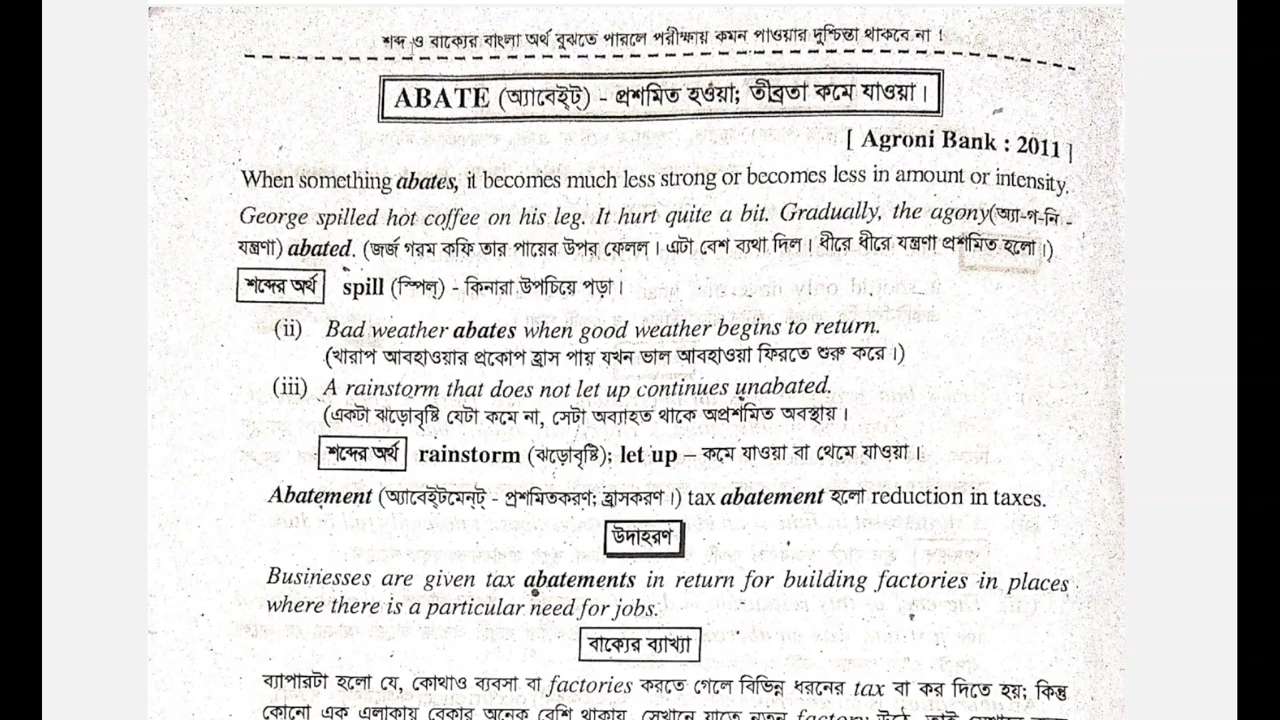 শব্দ ও বাক্যের বাংলা অর্থ বুঝতে পারলে পরীক্ষায় কমন পাওয়ার দুশ্চিন্তা থাকবে না !
ABATE (অ্যাবেইট্) - প্রশমিত হওয়া; তীব্রতা কমে যাওয়া।
[ Agroni Bank : 2011 ]
When something abates, it becomes much less strong or becomes less in amount or intensity.
George spilled hot coffee on his leg. It hurt quite a bit. Gradually, the agony(অ্যা-গ-নি -
যন্ত্রণা) abated. (জর্জ গরম কফি তার পায়ের উপর ফেলল। এটা বেশ ব্যথা দিল। ধীরে ধীরে যন্ত্রণা প্রশমিত হলো।)
শব্দের অর্থ spill (স্পিল্) - কিনারা উপচিয়ে পড়া।
(ii) Bad weather abates when good weather begins to return.
(খারাপ আবহাওয়ার প্রকোপ হ্রাস পায় যখন ভাল আবহাওয়া ফিরতে শুরু করে।)
(iii) A rainstorm that does not let up continues unabated.
(একটা ঝড়োবৃষ্টি যেটা কমে না, সেটা অব্যাহত থাকে অপ্রশমিত অবস্থায়।
শব্দের অর্থ rainstorm (ঝড়োবৃষ্টি); let up – কমে যাওয়া বা থেমে যাওয়া।
Abatement (অ্যাবেইট্‌মেন্ট্ - প্রশমিতকরণ; হ্রাসকরণ।) tax abatement হলো reduction in taxes.
উদাহরণ
Businesses are given tax abatements in return for building factories in places
where there is a particular need for jobs.
বাক্যের ব্যাখ্যা
ব্যাপারটা হলো যে, কোথাও ব্যবসা বা factories করতে গেলে বিভিন্ন ধরনের tax বা কর দিতে হয়; কিন্তু
কোনো এক এলাকায় বেকার অনেক বেশি থাকায়, সেখানে যাতে নতুন factory উঠে,